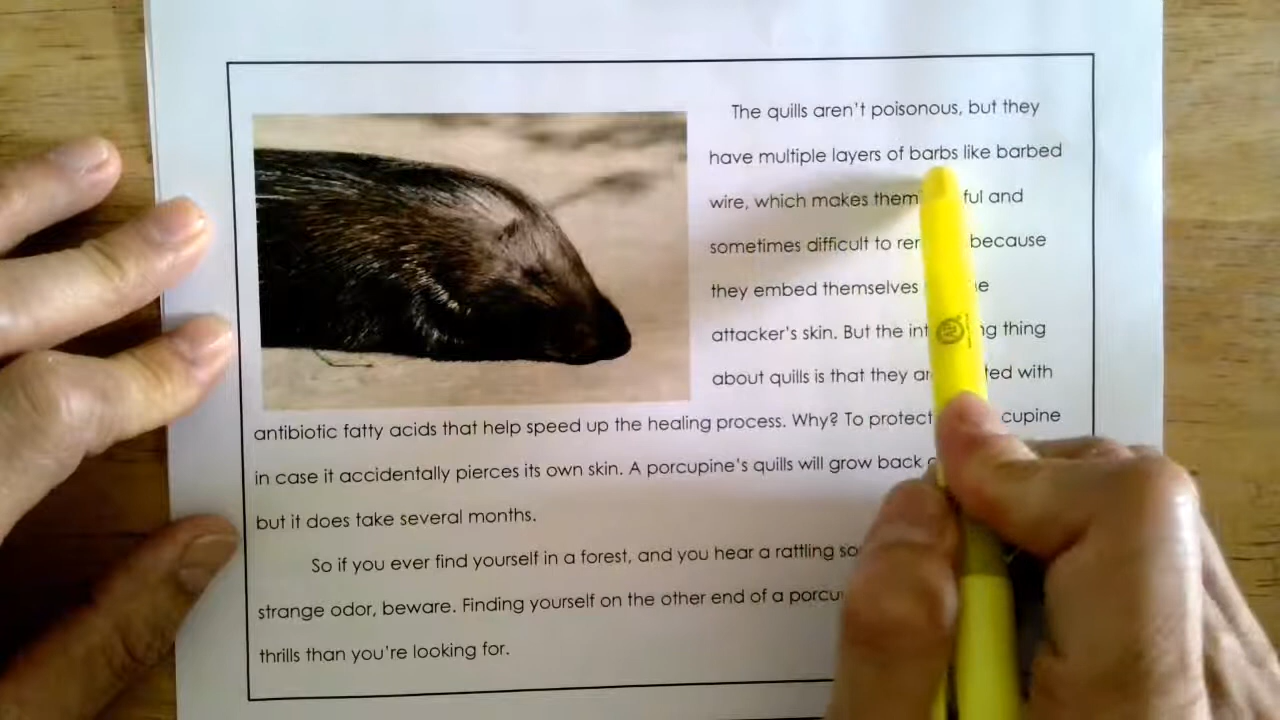 The quills aren't poisonous, but they
have multiple layers of barbs like barbed
wire, which makes them ful and
sometimes difficult to rem because
they embed themselves
attacker's skin. But the int ng thing
about quills is that they ar ted with
antibiotic fatty acids that help speed up the healing process. Why? To protect cupine
in case it accidentally pierces its own skin. A porcupine's quills will grow back
but it does take several months.
So if you ever find yourself in a forest, and you hear a rattling so
strange odor, beware. Finding yourself on the other end of a porcu
thrills than you're looking for.